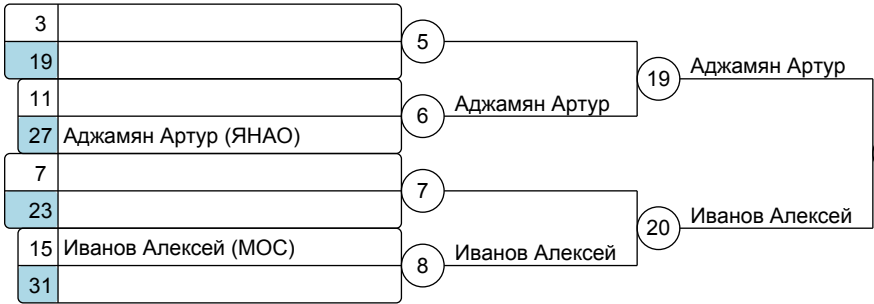 3
5
19
19 Аджамян Артур
11
6 Аджамян Артур
27 Аджамян Артур (ЯНАО)
7
7
23
20 Иванов Алексей
15 Иванов Алексей (МОС)
8 Иванов Алексей
31